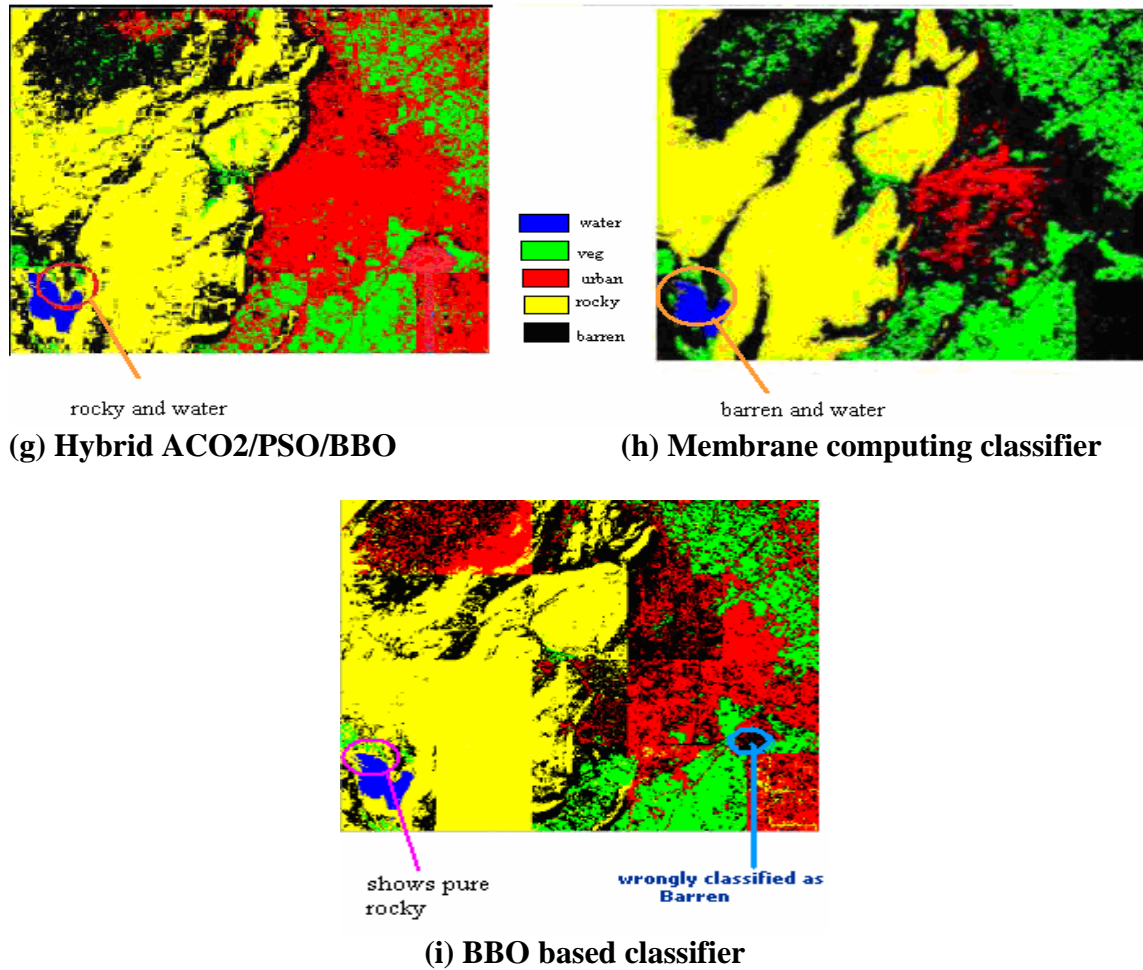 water
veg
urban
rocky
barren
rocky and water
barren and water
(g) Hybrid ACO2/PSO/BBO
(h) Membrane computing classifier
shows pure
rocky
wrongly classified as
Barren
(i) BBO based classifier